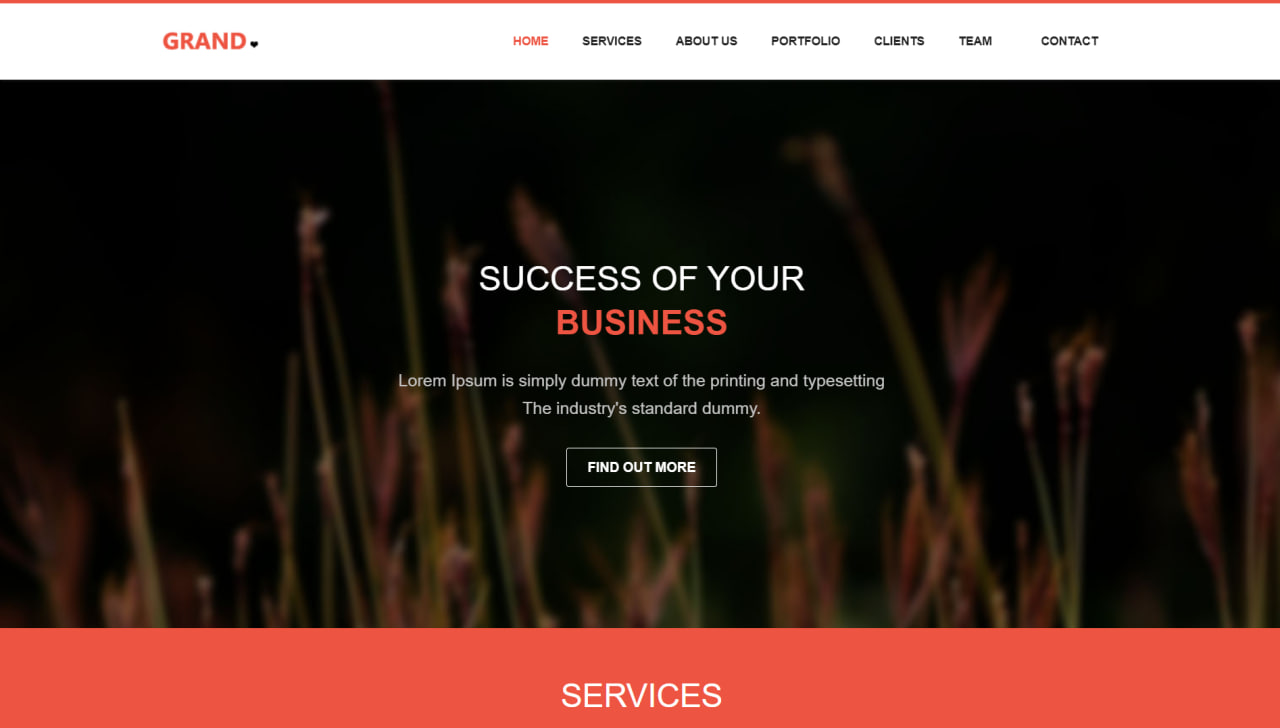 GRAND
HOME SERVICES ABOUT US PORTFOLIO CLIENTS TEAM CONTACT
SUCCESS OF YOUR
BUSINESS
Lorem Ipsum is simply dummy text of the printing and typesetting
The industry's standard dummy.
FIND OUT MORE
SERVICES